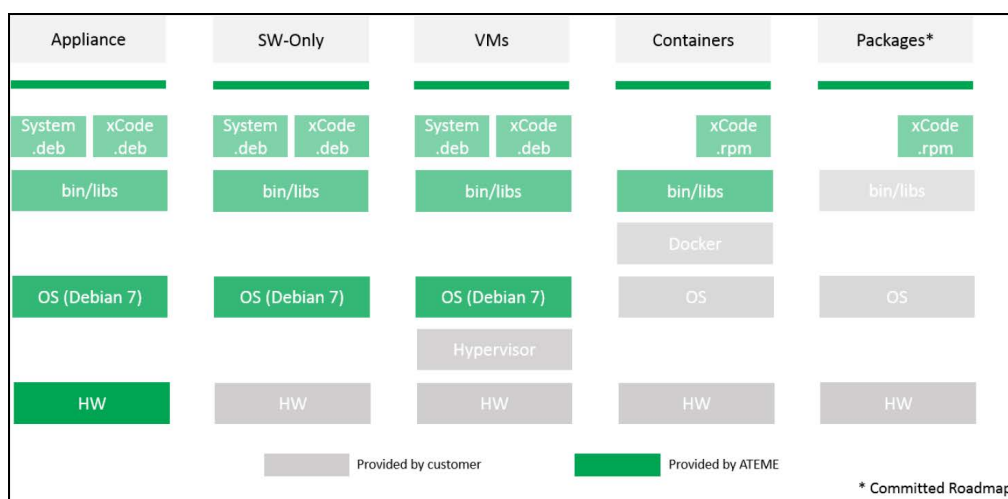 Appliance SW-Only VMs Containers Packages*
System .deb xCode .deb System .deb xCode .deb System .deb xCode .deb xCode .rpm xCode .rpm
bin/libs bin/libs bin/libs bin/libs bin/libs
Docker
OS (Debian 7) OS (Debian 7) OS (Debian 7) OS OS
Hypervisor
HW HW HW HW HW
Provided by customer Provided by ATEME
* Committed Roadmap